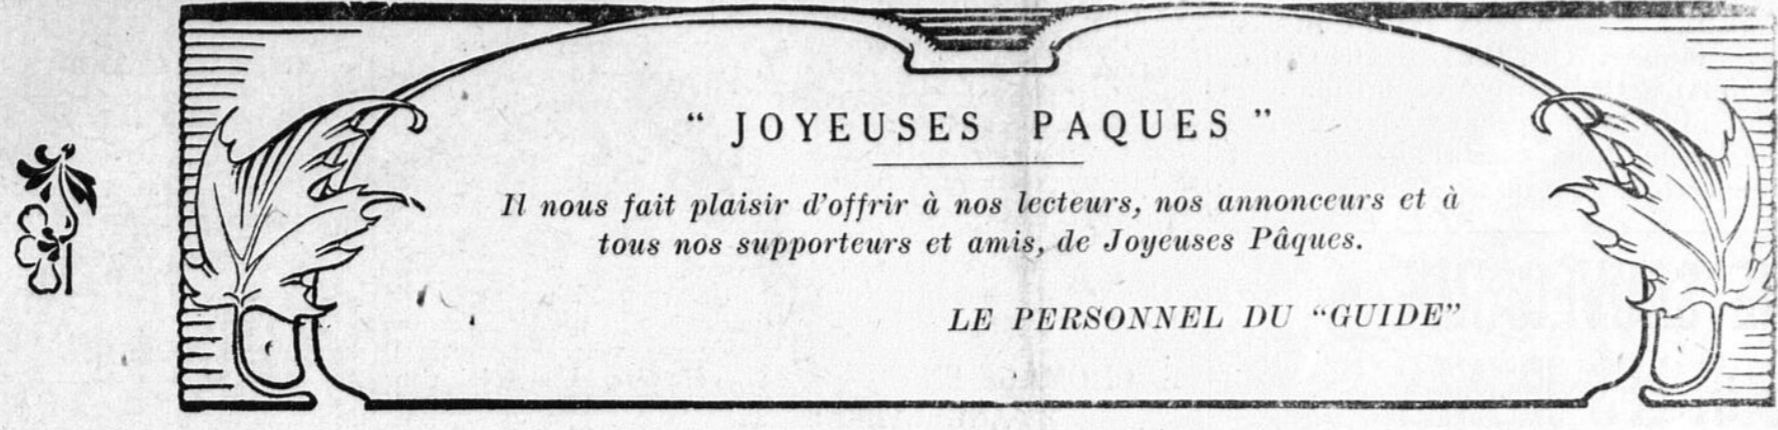 “ JOYEUSES PAQUES ”
Il nous fait plaisir d'offrir à nos lecteurs, nos annonceurs et à
tous nos supporteurs et amis, de Joyeuses Pâques.
LE PERSONNEL DU “GUIDE”